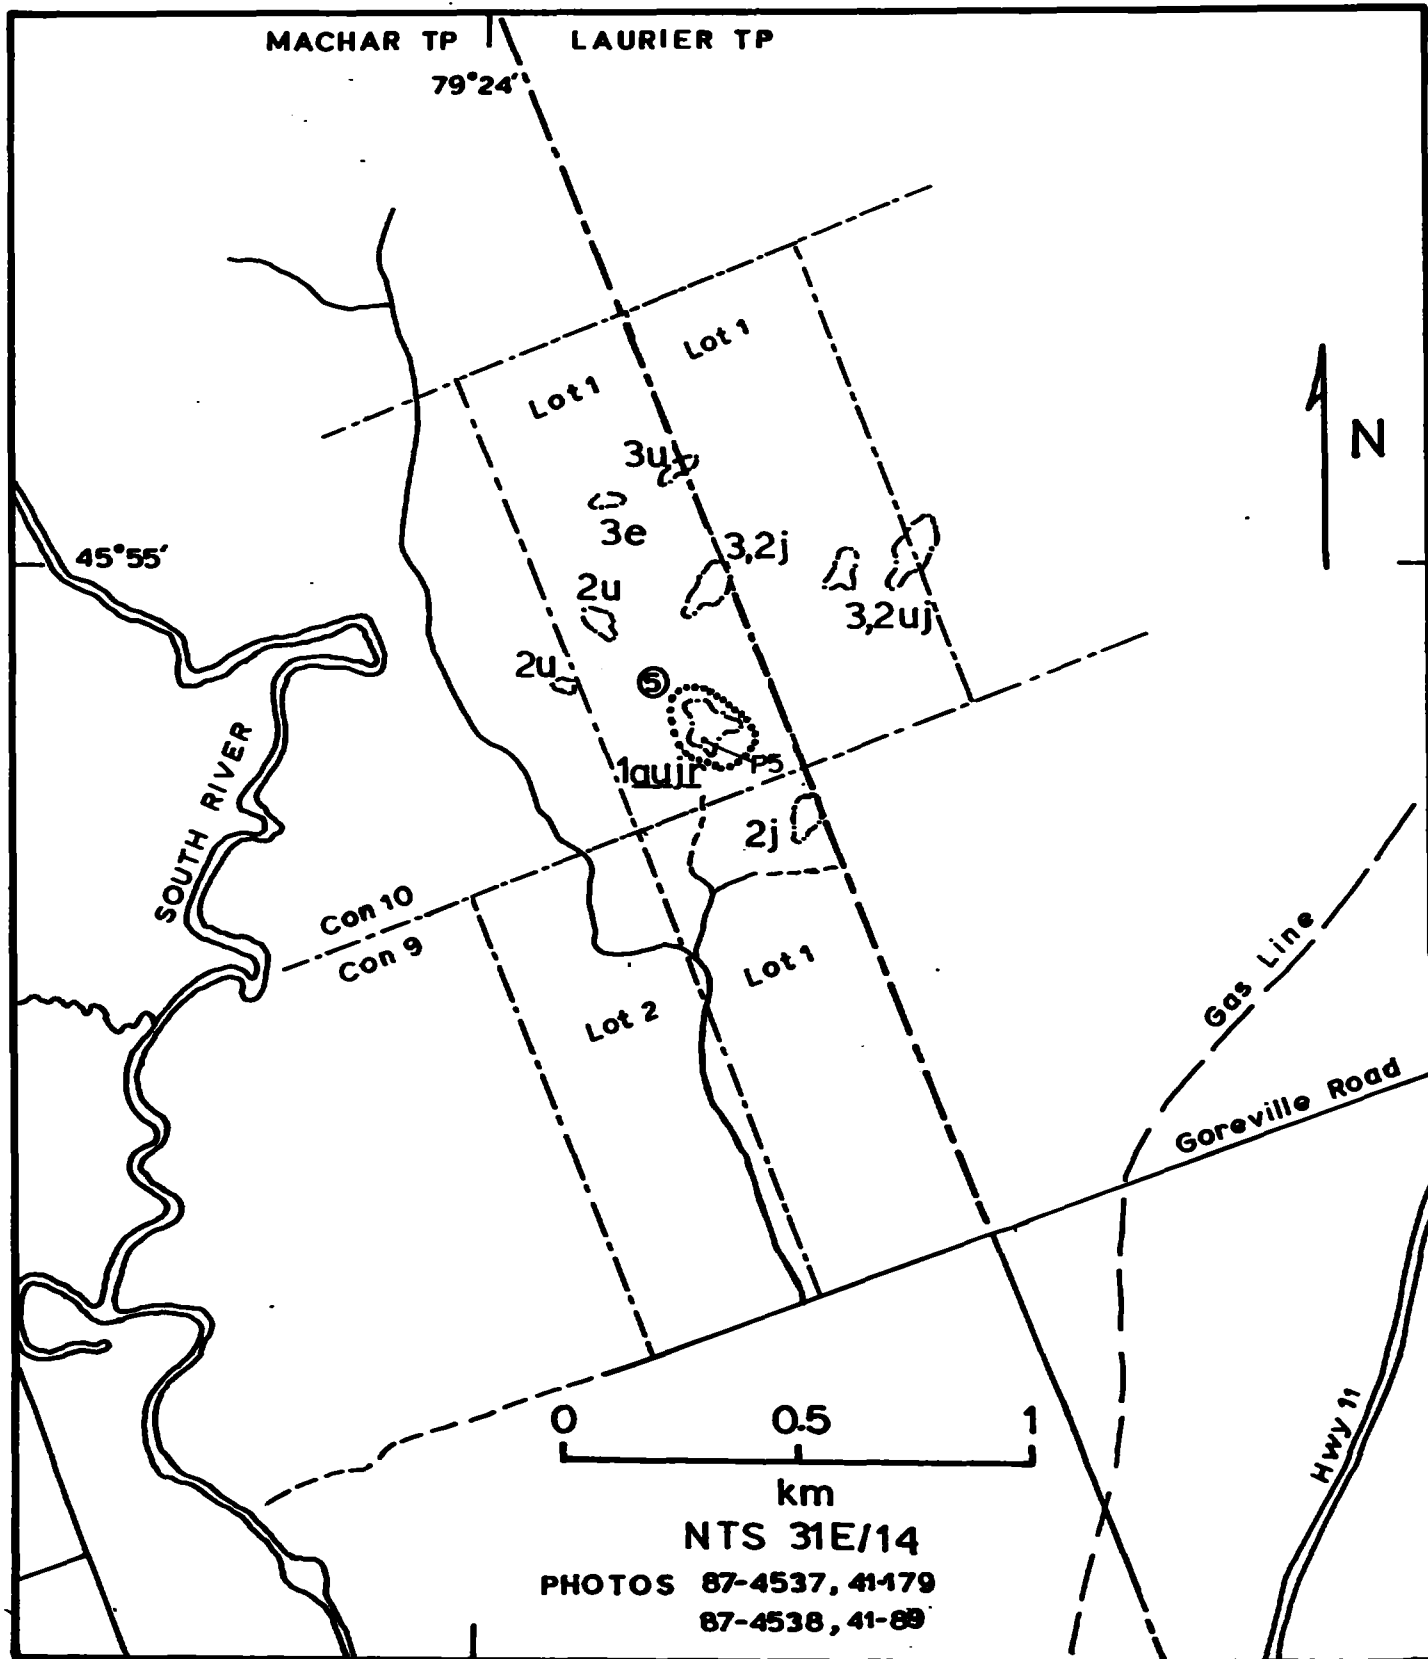 MACHAR TP
LAURIER TP
79°24'
Lot 1
Lot 1
N
3u
3e
3,2j
45°55'
2u
3,2uj
2u
5
P5
1aujr
SOUTH RIVER
2j
Con 10
Con 9
Lot 1
Gas Line
Lot 2
Goreville Road
0 0.5 1
Hwy 11
km
NTS 31E/14
PHOTOS 87-4537, 41-179
87-4538, 41-89